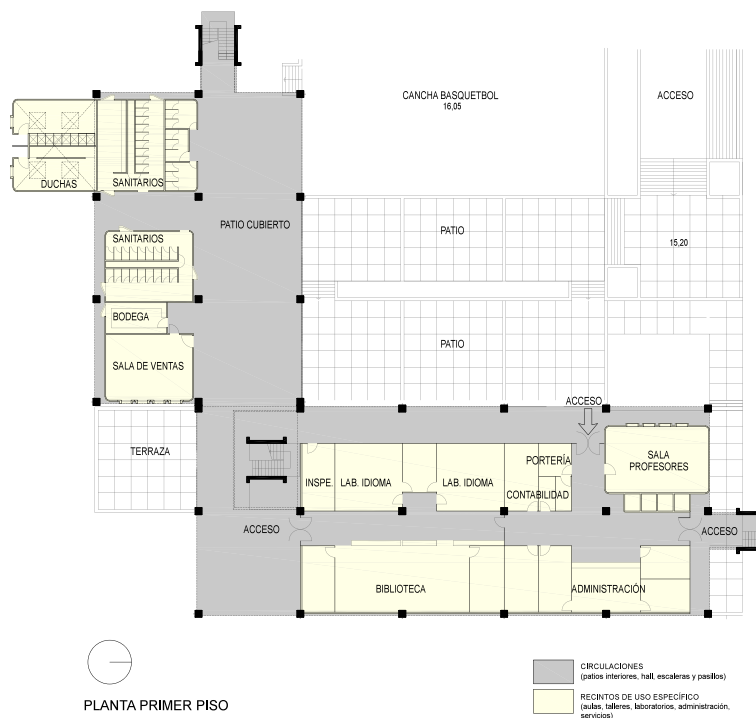 CANCHA BASQUETBOL
16,05
ACCESO
DUCHAS
SANITARIOS
PATIO CUBIERTO
PATIO
SANITARIOS
15,20
BODEGA
PATIO
SALA DE VENTAS
ACCESO
TERRAZA
PORTERÍA
SALA
PROFESORES
INSPE.
LAB. IDIOMA
LAB. IDIOMA
CONTABILIDAD
ACCESO
ACCESO
BIBLIOTECA
ADMINISTRACIÓN
CIRCULACIONES
(patios interiores, hall, escaleras y pasillos)
RECINTOS DE USO ESPECÍFICO
(aulas, talleres, laboratorios, administración,
servicios)
PLANTA PRIMER PISO